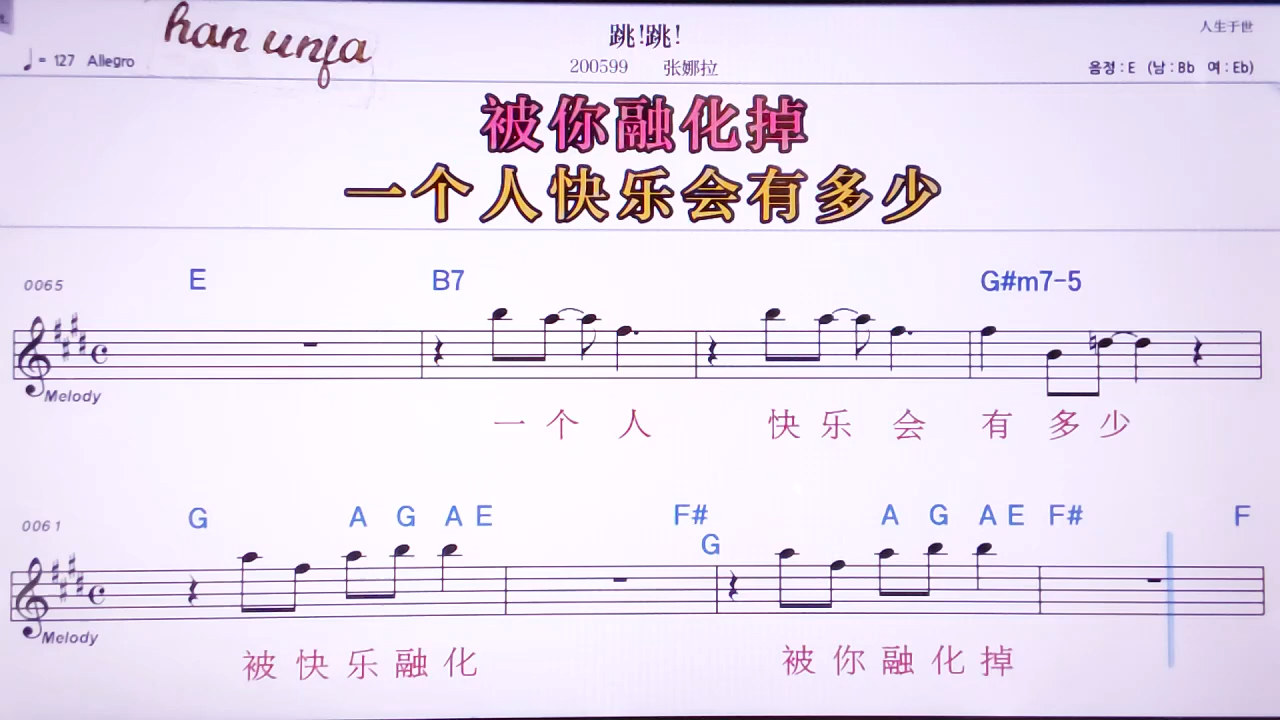 han unfa
跳!跳!
人生于世
♩= 127 Allegro
200599 张娜拉
음정 : E (남 : Bb 여 : Eb)
被你融化掉
一个人快乐会有多少
0065 E B7 G#m7-5
Melody
一 个 人 快 乐 会 有 多 少
0061 G A G A E F# G A G A E F# F
Melody
被 快 乐 融 化 被 你 融 化 掉